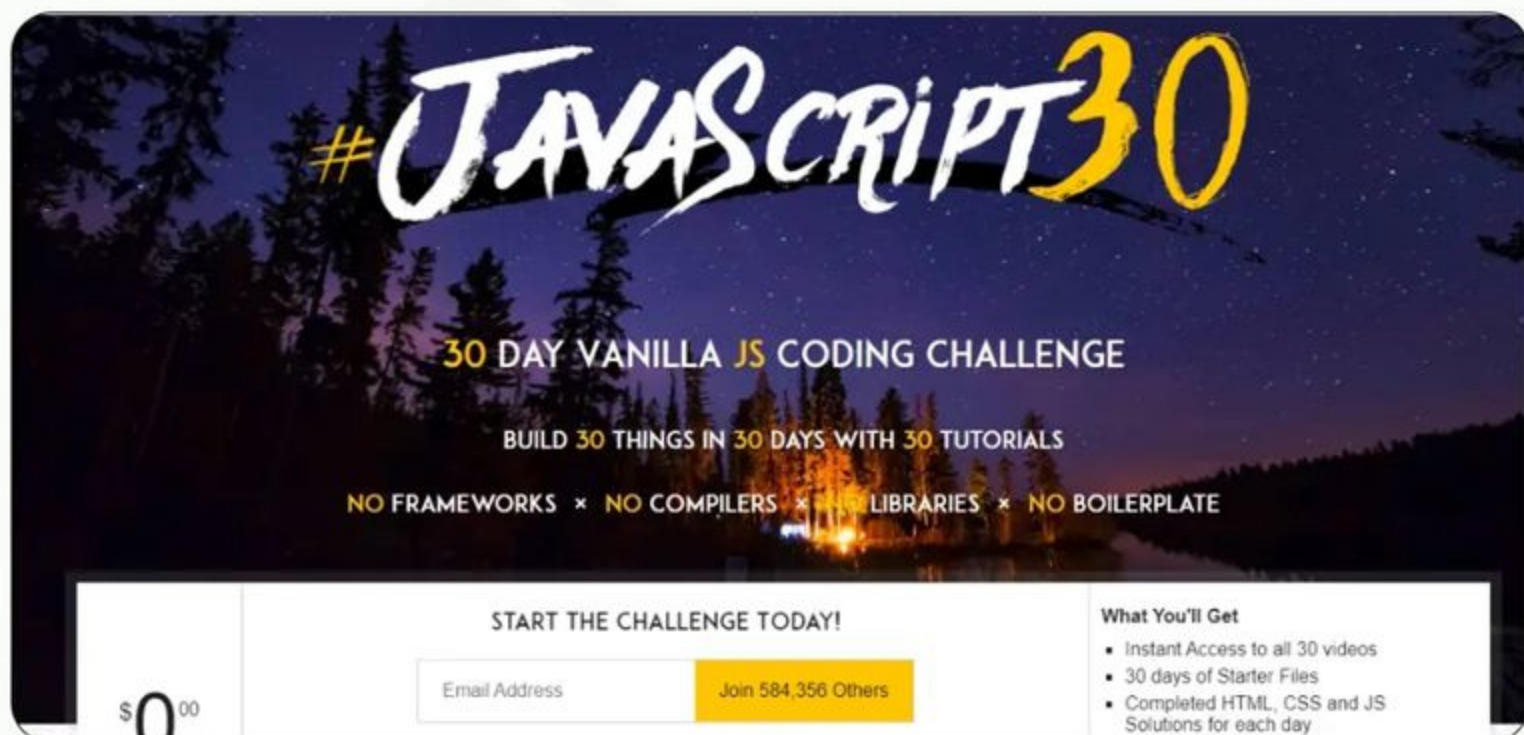 #JAVASCRIPT30
30 DAY VANILLA JS CODING CHALLENGE
BUILD 30 THINGS IN 30 DAYS WITH 30 TUTORIALS
NO FRAMEWORKS × NO COMPILERS × NO LIBRARIES × NO BOILERPLATE
$0 00
START THE CHALLENGE TODAY!
Email Address
Join 584,356 Others
What You'll Get
▪ Instant Access to all 30 videos
▪ 30 days of Starter Files
▪ Completed HTML, CSS and JS
Solutions for each day